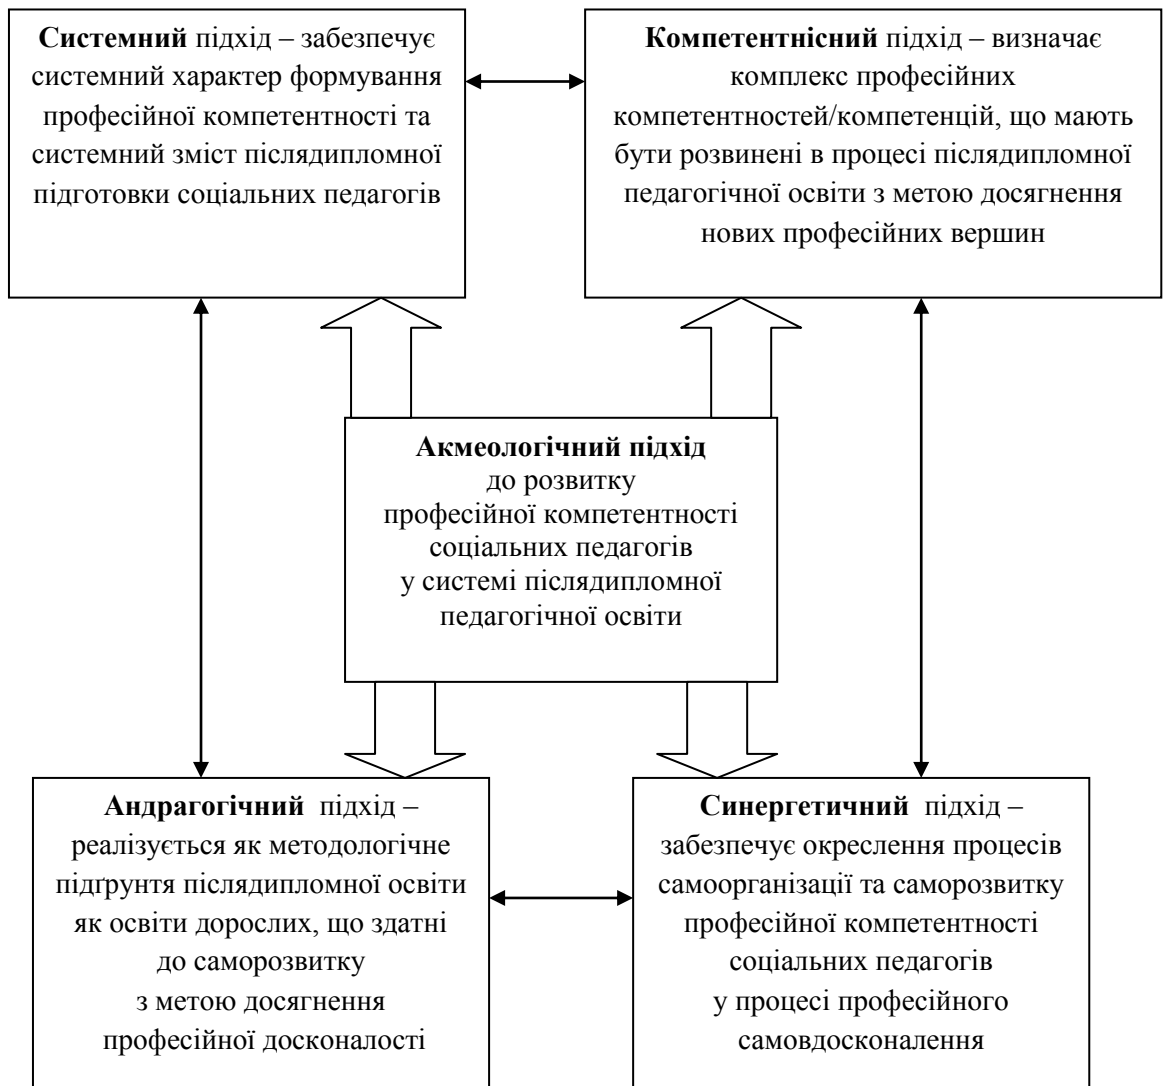 Системний підхід – забезпечує
системний характер формування
професійної компетентності та
системний зміст післядипломної
підготовки соціальних педагогів
Компетентнісний підхід – визначає
комплекс професійних
компетентностей/компетенцій, що мають
бути розвинені в процесі післядипломної
педагогічної освіти з метою досягнення
нових професійних вершин
Акмеологічний підхід
до розвитку
професійної компетентності
соціальних педагогів
у системі післядипломної
педагогічної освіти
Андрагогічний підхід –
реалізується як методологічне
підґрунтя післядипломної освіти
як освіти дорослих, що здатні
до саморозвитку
з метою досягнення
професійної досконалості
Синергетичний підхід –
забезпечує окреслення процесів
самоорганізації та саморозвитку
професійної компетентності
соціальних педагогів
у процесі професійного
самовдосконалення